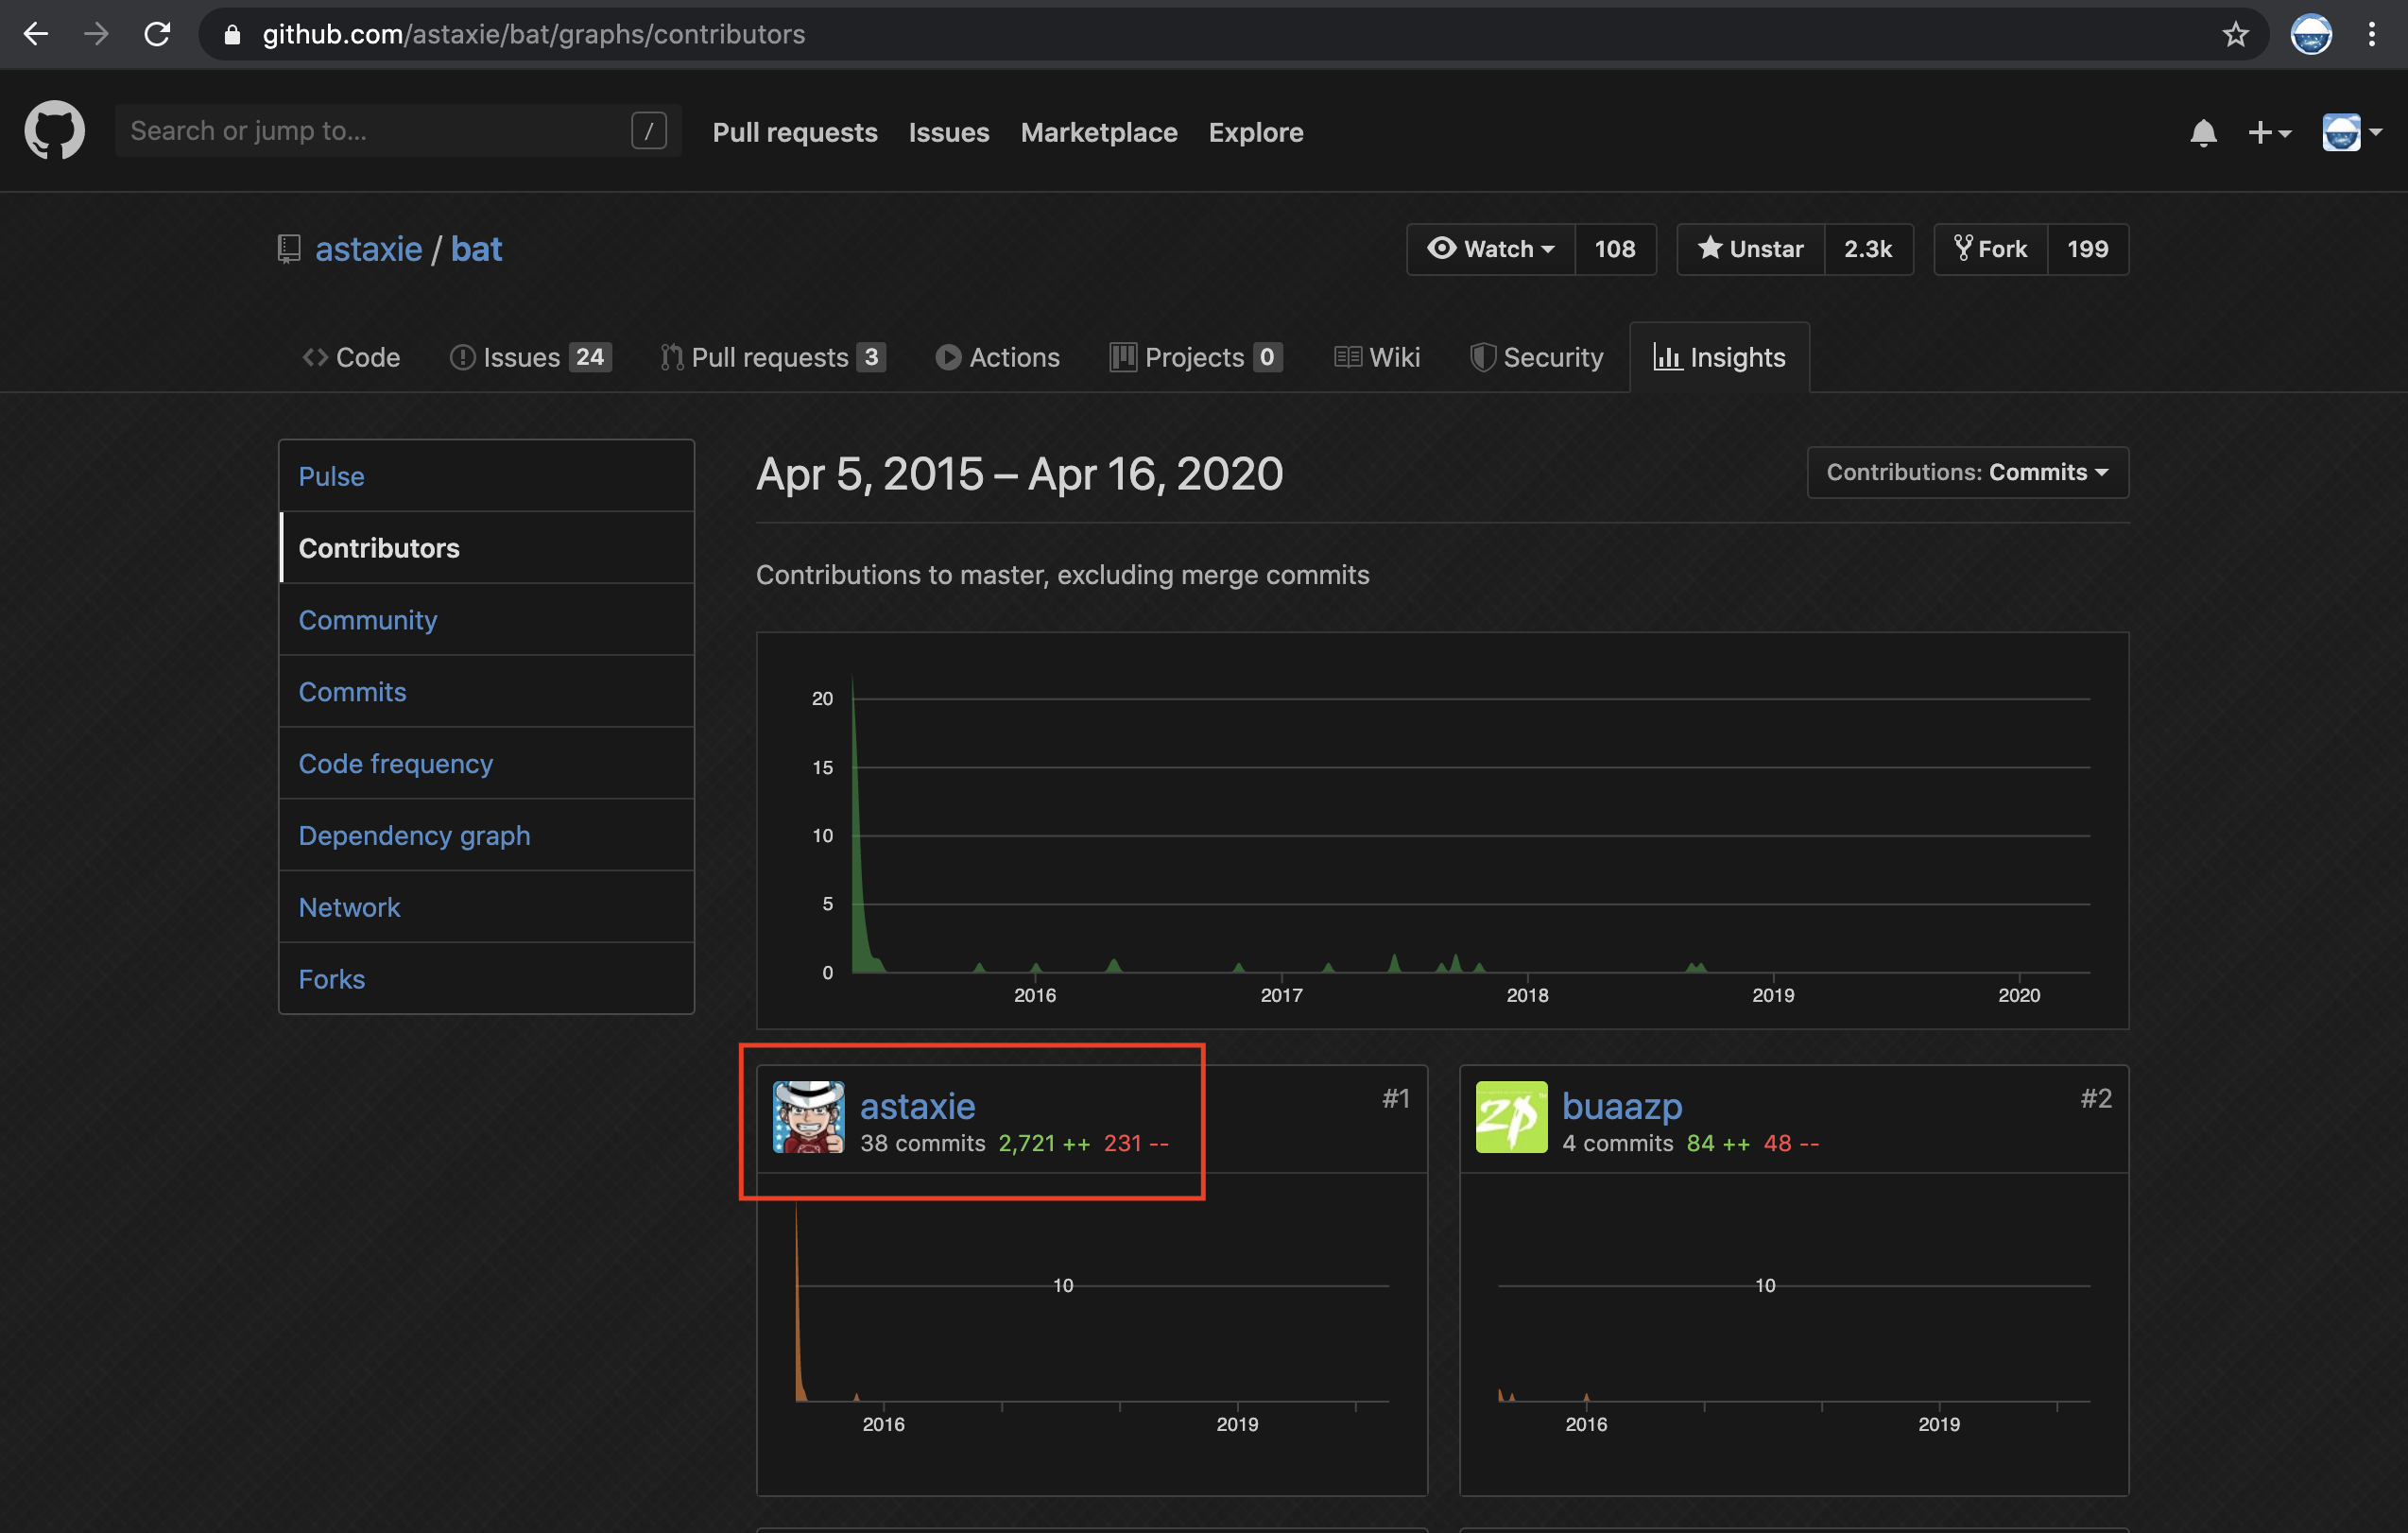 github.com/astaxie/bat/graphs/contributors
Search or jump to...
/
Pull requests
Issues
Marketplace
Explore
astaxie / bat
Watch
108
Unstar
2.3k
Fork
199
Code
Issues 24
Pull requests 3
Actions
Projects 0
Wiki
Security
Insights
Pulse
Contributors
Community
Commits
Code frequency
Dependency graph
Network
Forks
Apr 5, 2015 – Apr 16, 2020
Contributions: Commits
Contributions to master, excluding merge commits
20
15
10
5
0
2016
2017
2018
2019
2020
astaxie
#1
38 commits 2,721 ++ 231 --
10
2016
2019
zp
buaazp
#2
4 commits 84 ++ 48 --
10
2016
2019